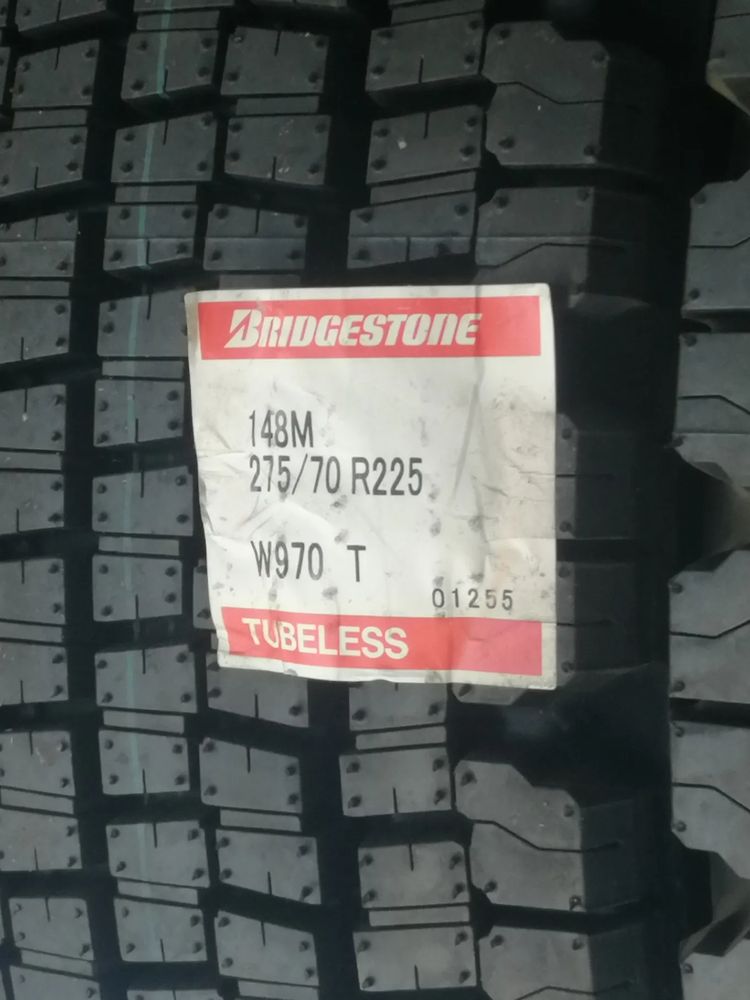 BRIDGESTONE
148M
275/70 R225
W970 T
01255
TUBELESS